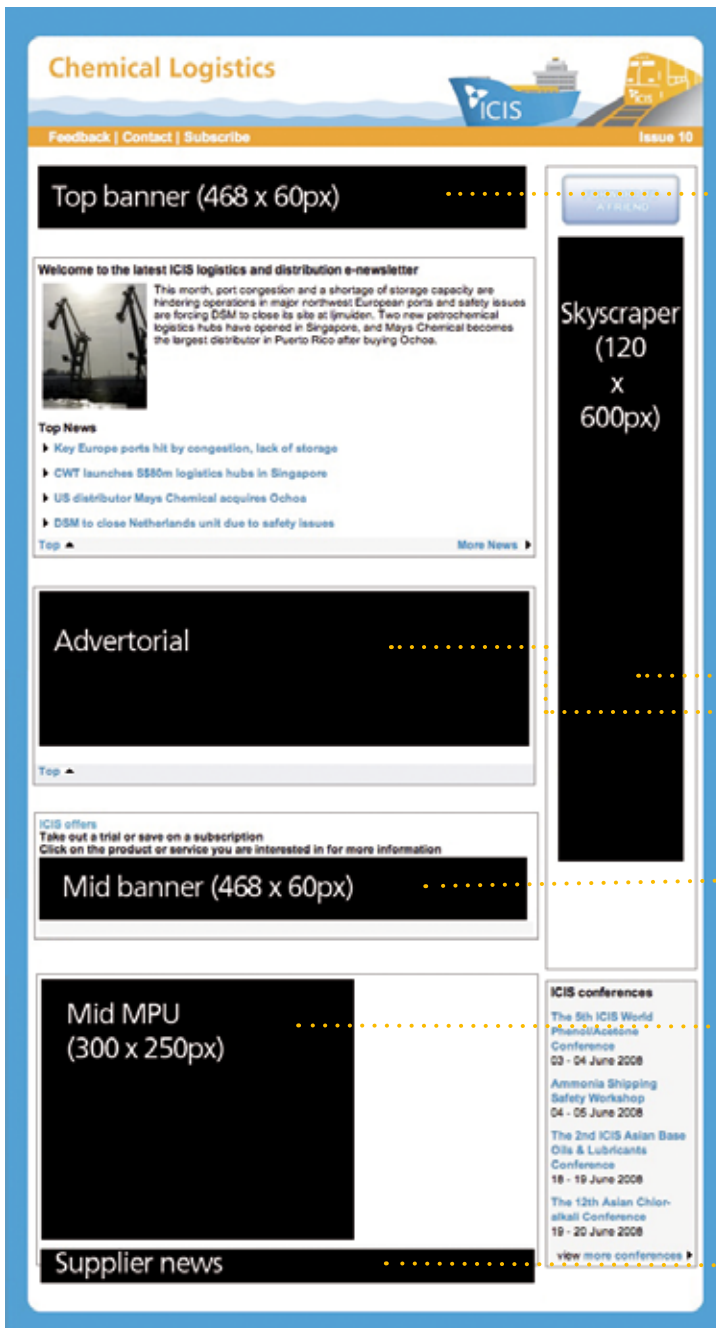 Chemical Logistics
ICIS
ICIS
Feedback | Contact | Subscribe
Issue 10
Top banner (468 x 60px)
A FRIEND
Welcome to the latest ICIS logistics and distribution e-newsletter
This month, port congestion and a shortage of storage capacity are
hindering operations in major northwest European ports and safety issues
are forcing DSM to close its site at Ijmuiden. Two new petrochemical
logistics hubs have opened in Singapore, and Mays Chemical becomes
the largest distributor in Puerto Rico after buying Ochoa.
Top News
Key Europe ports hit by congestion, lack of storage
CWT launches S$80m logistics hubs in Singapore
US distributor Mays Chemical acquires Ochoa
DSM to close Netherlands unit due to safety issues
Top
More News
Skyscraper
(120
x
600px)
Advertorial
Top
ICIS offers
Take out a trial or save on a subscription
Click on the product or service you are interested in for more information
Mid banner (468 x 60px)
Mid MPU
(300 x 250px)
Supplier news
ICIS conferences
The 5th ICIS World
Phenol/Acetone
Conference
03 - 04 June 2008
Ammonia Shipping
Safety Workshop
04 - 05 June 2008
The 2nd ICIS Asian Base
Oils & Lubricants
Conference
18 - 19 June 2008
The 12th Asian Chlor-
alkali Conference
19 - 20 June 2008
view more conferences